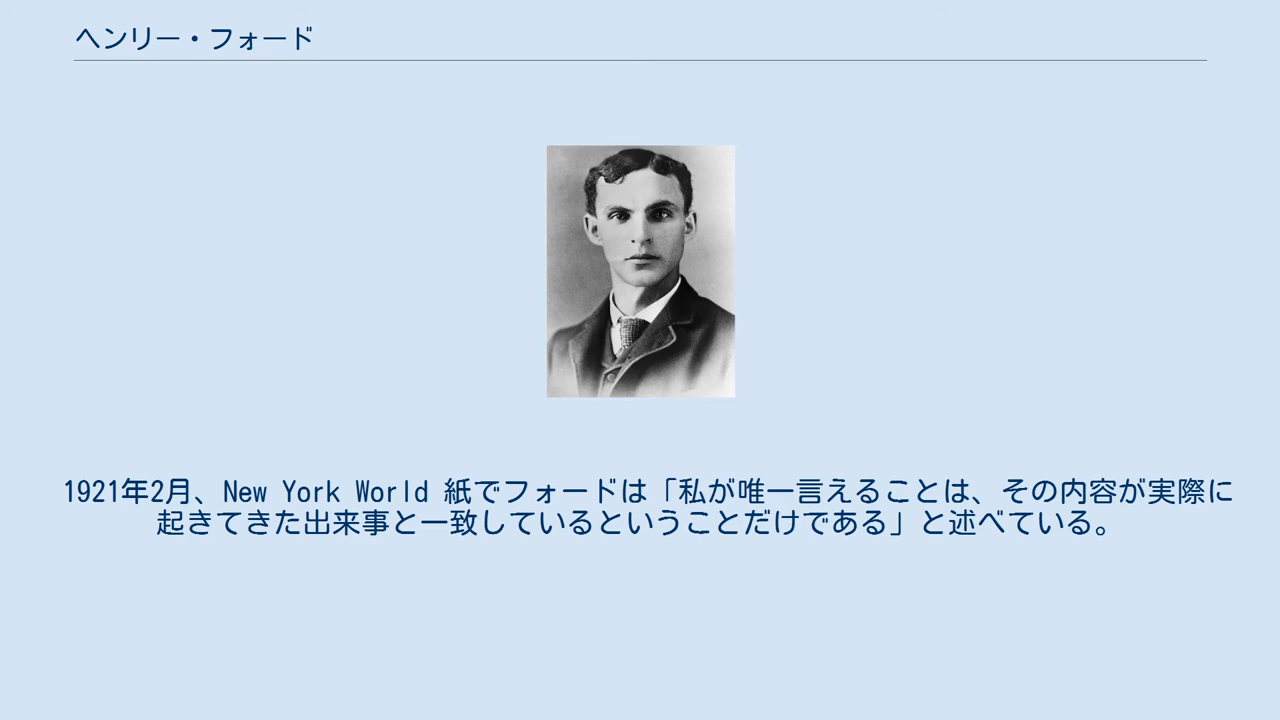 ヘンリー・フォード
1921年2月、New York World 紙でフォードは「私が唯一言えることは、その内容が実際に
起きてきた出来事と一致しているということだけである」と述べている。